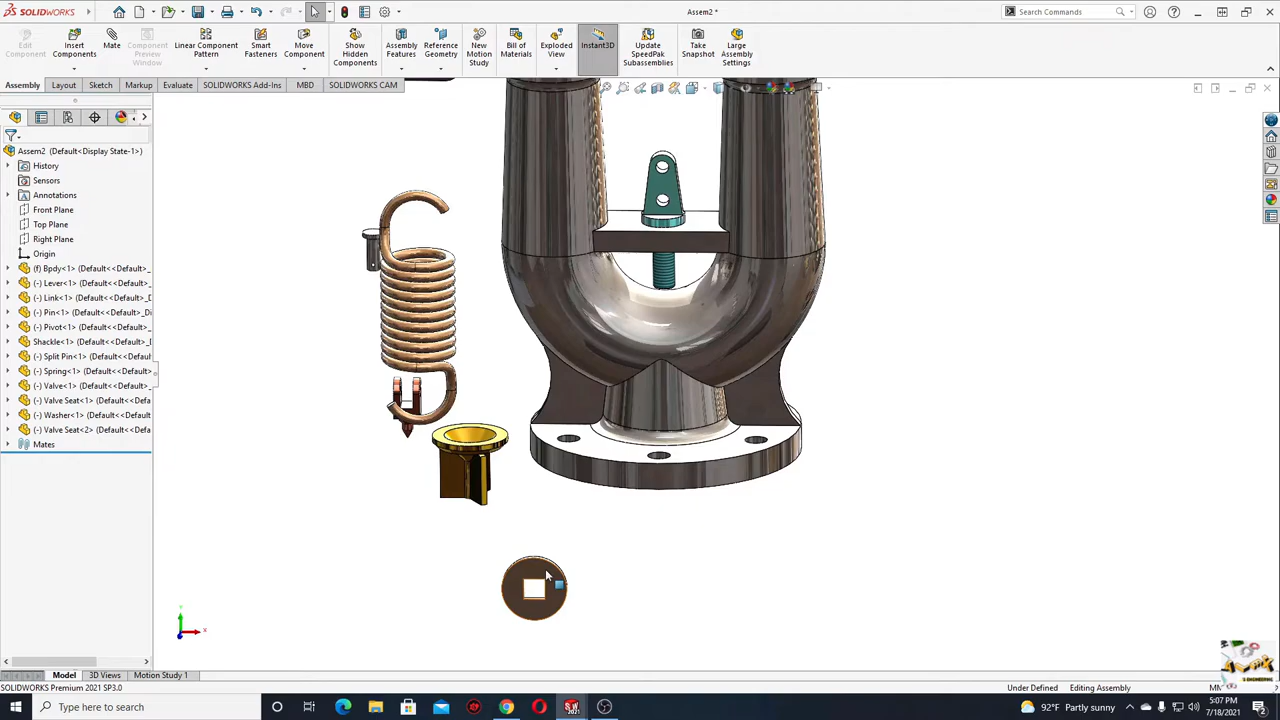 SOLIDWORKS
Assem2 *
Search Commands
Edit Component
Insert Components
Mate
Component Preview Window
Linear Component Pattern
Smart Fasteners
Move Component
Show Hidden Components
Assembly Features
Reference Geometry
New Motion Study
Bill of Materials
Exploded View
Instant3D
Update SpeedPak Subassemblies
Take Snapshot
Large Assembly Settings
Assembly
Layout
Sketch
Markup
Evaluate
SOLIDWORKS Add-Ins
MBD
SOLIDWORKS CAM
Assem2 (Default<Display State-1>)
History
Sensors
Annotations
Front Plane
Top Plane
Right Plane
Origin
(f) Bpdy<1> (Default<<Default>_
(-) Lever<1> (Default<<Default>_
(-) Link<1> (Default<<Default>_D
(-) Pin<1> (Default<<Default>_Di
(-) Pivot<1> (Default<<Default>_
Shackle<1> (Default<<Default>_
(-) Split Pin<1> (Default<<Default
(-) Spring<1> (Default<<Default>
(-) Valve<1> (Default<<Default>_
(-) Valve Seat<1> (Default<<Defa
(-) Washer<1> (Default<<Default
(-) Valve Seat<2> (Default<<Defa
Mates
Y
X
Model
3D Views
Motion Study 1
SOLIDWORKS Premium 2021 SP3.0
Under Defined
Editing Assembly
Type here to search
92°F Partly sunny
5:07 PM
7/18/2021